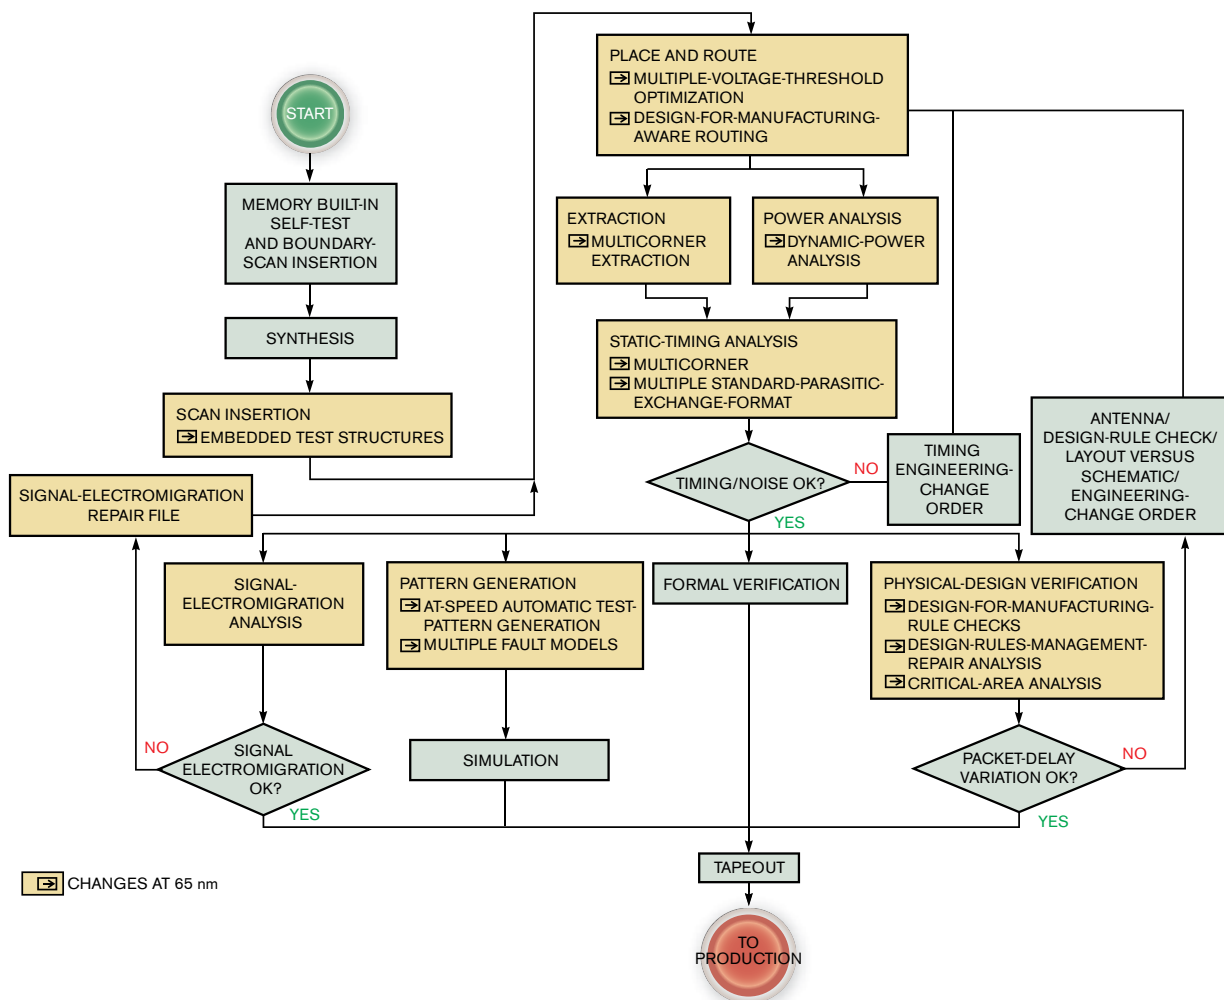 START
MEMORY BUILT-IN
SELF-TEST
AND BOUNDARY-
SCAN INSERTION
SYNTHESIS
SCAN INSERTION
EMBEDDED TEST STRUCTURES
SIGNAL-ELECTROMIGRATION
REPAIR FILE
PLACE AND ROUTE
MULTIPLE-VOLTAGE-THRESHOLD
OPTIMIZATION
DESIGN-FOR-MANUFACTURING-
AWARE ROUTING
EXTRACTION
MULTICORNER
EXTRACTION
POWER ANALYSIS
DYNAMIC-POWER
ANALYSIS
STATIC-TIMING ANALYSIS
MULTICORNER
MULTIPLE STANDARD-PARASITIC-
EXCHANGE-FORMAT
TIMING/NOISE OK?
NO
YES
TIMING
ENGINEERING-
CHANGE
ORDER
ANTENNA/
DESIGN-RULE CHECK/
LAYOUT VERSUS
SCHEMATIC/
ENGINEERING-
CHANGE ORDER
SIGNAL-
ELECTROMIGRATION
ANALYSIS
PATTERN GENERATION
AT-SPEED AUTOMATIC TEST-
PATTERN GENERATION
MULTIPLE FAULT MODELS
FORMAL VERIFICATION
PHYSICAL-DESIGN VERIFICATION
DESIGN-FOR-MANUFACTURING-
RULE CHECKS
DESIGN-RULES-MANAGEMENT-
REPAIR ANALYSIS
CRITICAL-AREA ANALYSIS
NO
SIGNAL
ELECTROMIGRATION
OK?
YES
SIMULATION
PACKET-DELAY
VARIATION OK?
NO
YES
TAPEOUT
CHANGES AT 65 nm
TO
PRODUCTION